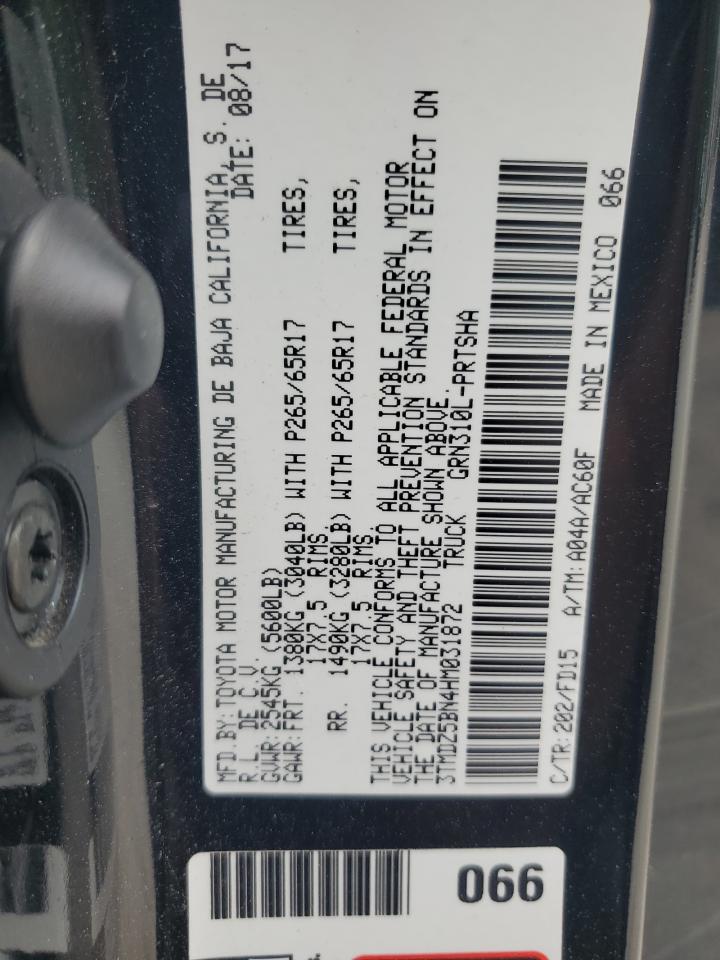 MFD.BY:TOYOTA MOTOR MANUFACTURING DE BAJA CALIFORNIA, S. DE
R.L. DE C.V. DATE: 08/17
GVWR:2545KG (5600LB)
GAWR:FRT. 1380KG (3040LB) WITH P265/65R17 TIRES,
17X7.5 RIMS.
RR. 1490KG (3280LB) WITH P265/65R17 TIRES,
17X7.5 RIMS.
THIS VEHICLE CONFORMS TO ALL APPLICABLE FEDERAL MOTOR
VEHICLE SAFETY AND THEFT PREVENTION STANDARDS IN EFFECT ON
THE DATE OF MANUFACTURE SHOWN ABOVE.
3TMDZ5BN4HM031872 TRUCK GRN310L-PRTSHA
C/TR:202/FD15 A/TM:A04A/AC60F MADE IN MEXICO 066
066